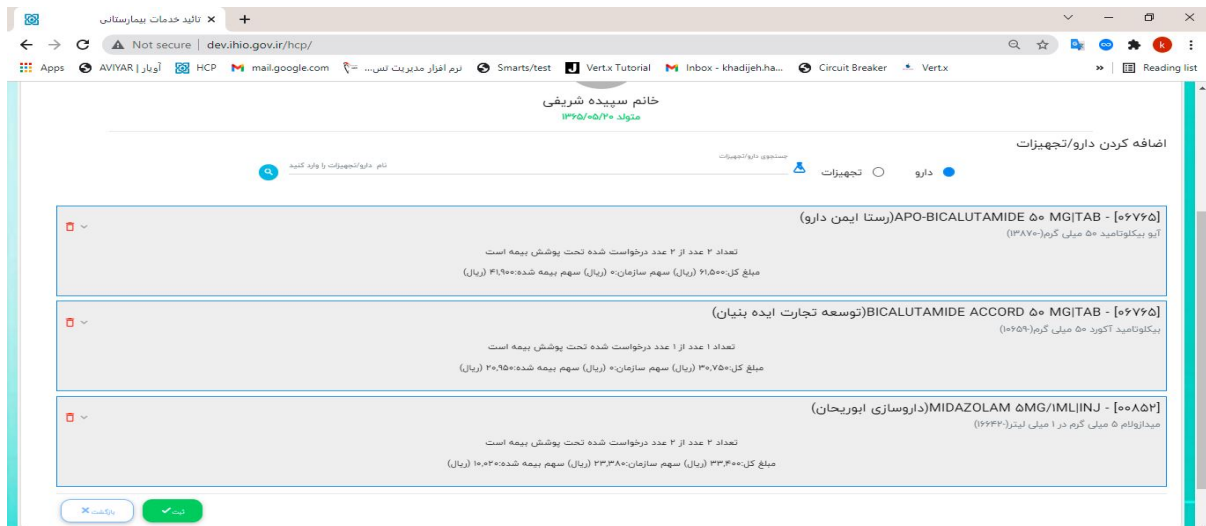 تائید خدمات بیمارستانی
Not secure | dev.ihio.gov.ir/hcp/
k
Apps آویار | AVIYAR HCP mail.google.com نرم افزار مدیریت تس... Smarts/test Vert.x Tutorial Inbox - khadijeh.ha... Circuit Breaker Vert.x » Reading list
خانم سپیده شریفی
متولد ۱۳۶۵/۰۵/۲۰
اضافه کردن دارو/تجهیزات
جستجوی دارو/تجهیزات
دارو تجهیزات نام دارو/تجهیزات را وارد کنید
[۰۶۷۶۵] - APO-BICALUTAMIDE ۵۰ MG|TAB(رستا ایمن دارو)
آپو بیکلوتامید ۵۰ میلی گرم(-۱۳۸۷۰)
تعداد ۲ عدد از ۲ عدد درخواست شده تحت پوشش بیمه است
مبلغ کل:۶۱,۵۰۰ (ریال) سهم سازمان:۰ (ریال) سهم بیمه شده:۴۱,۹۰۰ (ریال)
[۰۶۷۶۵] - BICALUTAMIDE ACCORD ۵۰ MG|TAB(توسعه تجارت ایده بنیان)
بیکلوتامید آکورد ۵۰ میلی گرم(-۱۰۶۵۹)
تعداد ۱ عدد از ۱ عدد درخواست شده تحت پوشش بیمه است
مبلغ کل:۳۰,۷۵۰ (ریال) سهم سازمان:۰ (ریال) سهم بیمه شده:۲۰,۹۵۰ (ریال)
[۰۰۸۵۲] - MIDAZOLAM ۵MG/۱ML|INJ(داروسازی ابوریحان)
میدازولام ۵ میلی گرم در ۱ میلی لیتر(-۱۶۶۴۲)
تعداد ۲ عدد از ۲ عدد درخواست شده تحت پوشش بیمه است
مبلغ کل:۳۳,۴۰۰ (ریال) سهم سازمان:۲۳,۳۸۰ (ریال) سهم بیمه شده:۱۰,۰۲۰ (ریال)
ثبت بازگشت